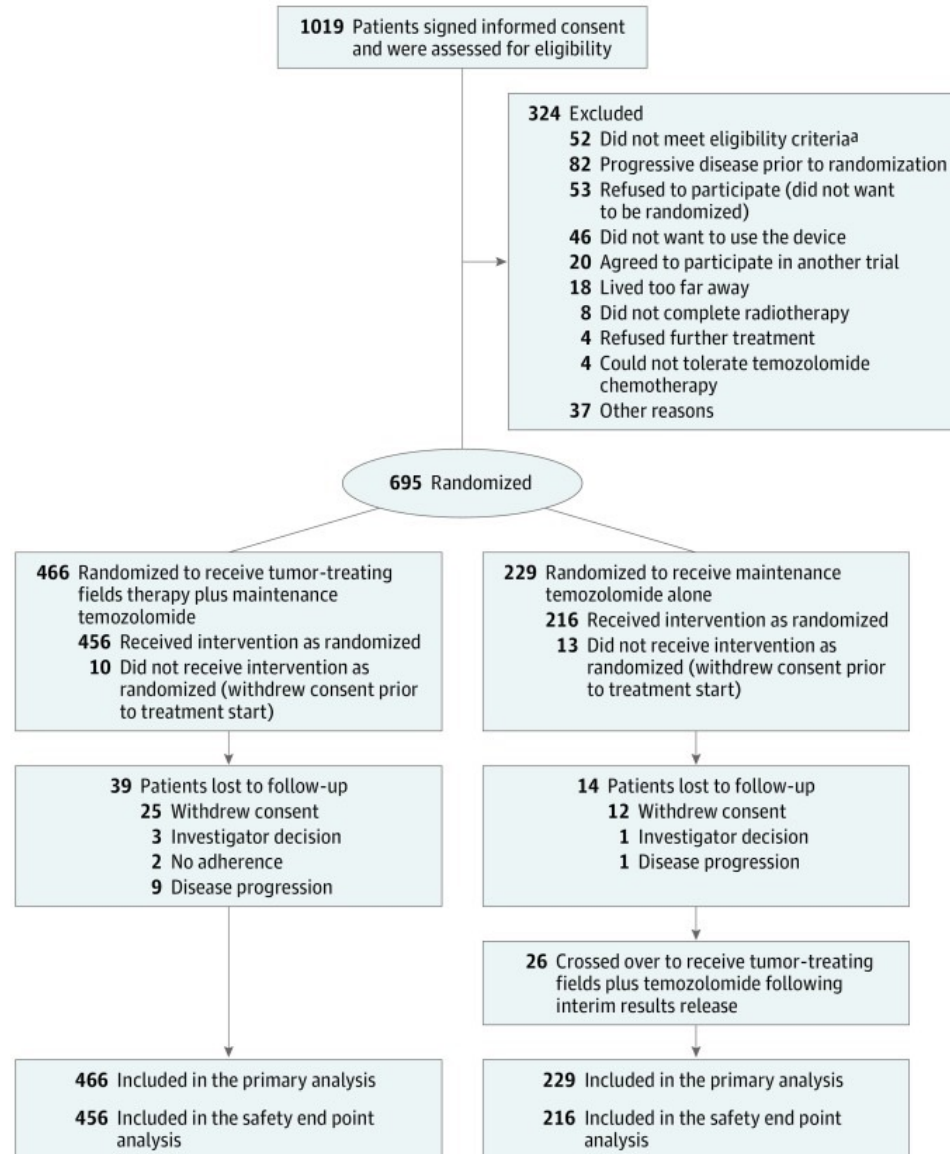 1019 Patients signed informed consent
and were assessed for eligibility
324 Excluded
52 Did not meet eligibility criteriaa
82 Progressive disease prior to randomization
53 Refused to participate (did not want
to be randomized)
46 Did not want to use the device
20 Agreed to participate in another trial
18 Lived too far away
8 Did not complete radiotherapy
4 Refused further treatment
4 Could not tolerate temozolomide
chemotherapy
37 Other reasons
695 Randomized
466 Randomized to receive tumor-treating
fields therapy plus maintenance
temozolomide
456 Received intervention as randomized
10 Did not receive intervention as
randomized (withdrew consent prior
to treatment start)
229 Randomized to receive maintenance
temozolomide alone
216 Received intervention as randomized
13 Did not receive intervention as
randomized (withdrew consent prior
to treatment start)
39 Patients lost to follow-up
25 Withdrew consent
3 Investigator decision
2 No adherence
9 Disease progression
14 Patients lost to follow-up
12 Withdrew consent
1 Investigator decision
1 Disease progression
26 Crossed over to receive tumor-treating
fields plus temozolomide following
interim results release
466 Included in the primary analysis
456 Included in the safety end point
analysis
229 Included in the primary analysis
216 Included in the safety end point
analysis